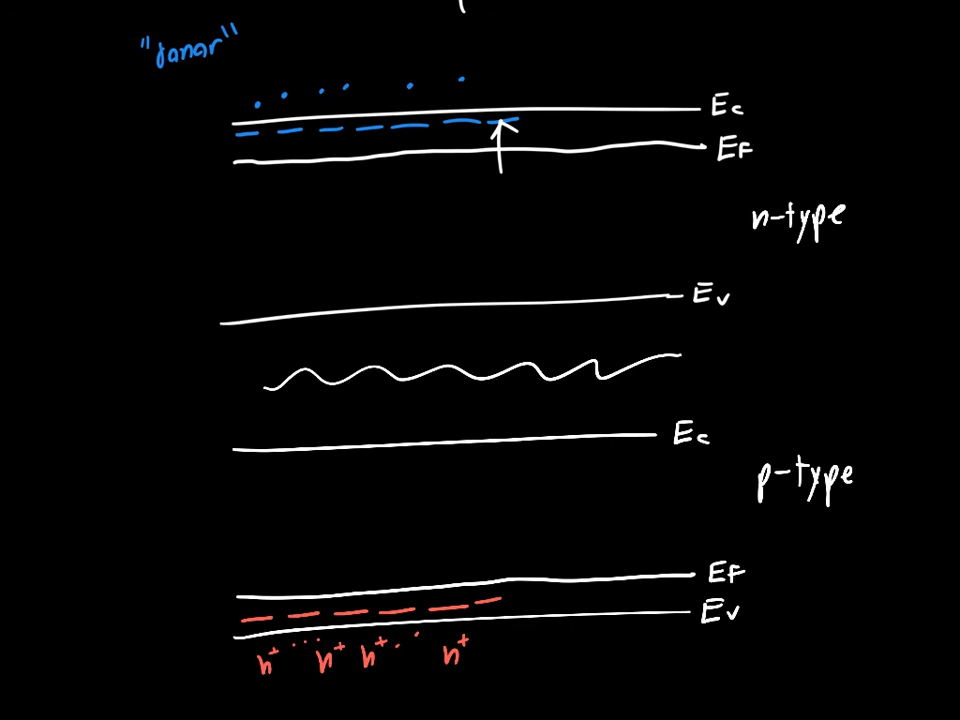 "donor"
Ec
EF
n-type
Ev
Ec
p-type
EF
Ev
h+ h+ h+ h+